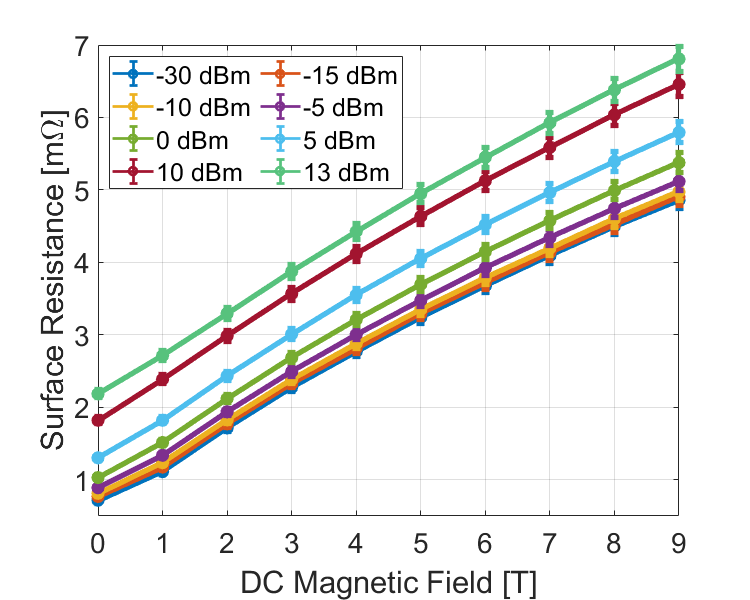 7
6
5
4
3
2
1
Surface Resistance [mΩ]
-30 dBm -15 dBm
-10 dBm -5 dBm
0 dBm 5 dBm
10 dBm 13 dBm
0 1 2 3 4 5 6 7 8 9
DC Magnetic Field [T]